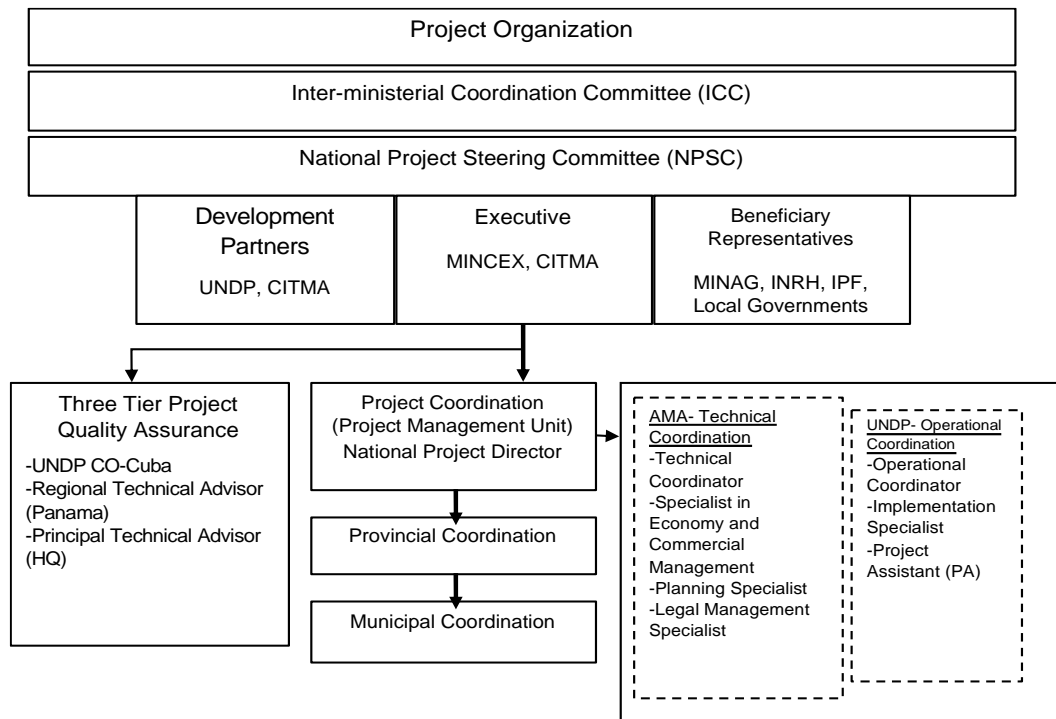 Project Organization
Inter-ministerial Coordination Committee (ICC)
National Project Steering Committee (NPSC)
Development
Partners
UNDP, CITMA
Executive
MINCEX, CITMA
Beneficiary
Representatives
MINAG, INRH, IPF,
Local Governments
Three Tier Project
Quality Assurance
-UNDP CO-Cuba
-Regional Technical Advisor
(Panama)
-Principal Technical Advisor
(HQ)
Project Coordination
(Project Management Unit)
National Project Director
Provincial Coordination
Municipal Coordination
AMA- Technical
Coordination
-Technical
Coordinator
-Specialist in
Economy and
Commercial
Management
-Planning Specialist
-Legal Management
Specialist
UNDP- Operational
Coordination
-Operational
Coordinator
-Implementation
Specialist
-Project
Assistant (PA)